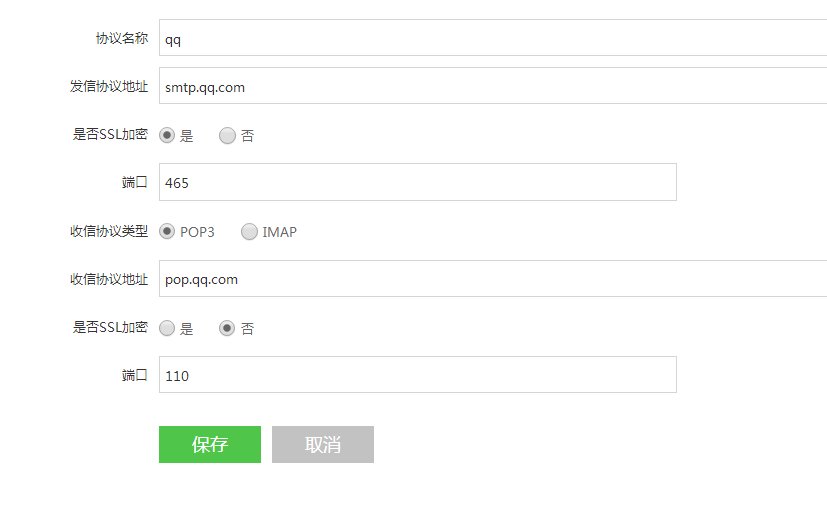 协议名称 qq
发信协议地址 smtp.qq.com
是否SSL加密 是 否
端口 465
收信协议类型 POP3 IMAP
收信协议地址 pop.qq.com
是否SSL加密 是 否
端口 110
保存 取消